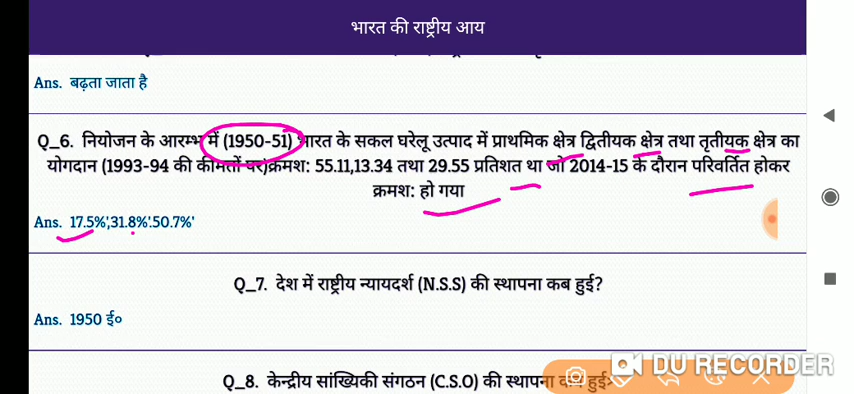 भारत की राष्ट्रीय आय
Ans. बढ़ता जाता है
Q_6. नियोजन के आरम्भ में (1950-51) भारत के सकल घरेलू उत्पाद में प्राथमिक क्षेत्र द्वितीयक क्षेत्र तथा तृतीयक क्षेत्र का
योगदान (1993-94 की कीमतों पर)क्रमश: 55.11,13.34 तथा 29.55 प्रतिशत था जो 2014-15 के दौरान परिवर्तित होकर
क्रमश: हो गया
Ans. 17.5%',31.8%'.50.7%'
Q_7. देश में राष्ट्रीय न्यायदर्श (N.S.S) की स्थापना कब हुई?
Ans. 1950 ई०
Q_8. केन्द्रीय सांख्यिकी संगठन (C.S.O) की स्थापना कब हुई?
DU RECORDER